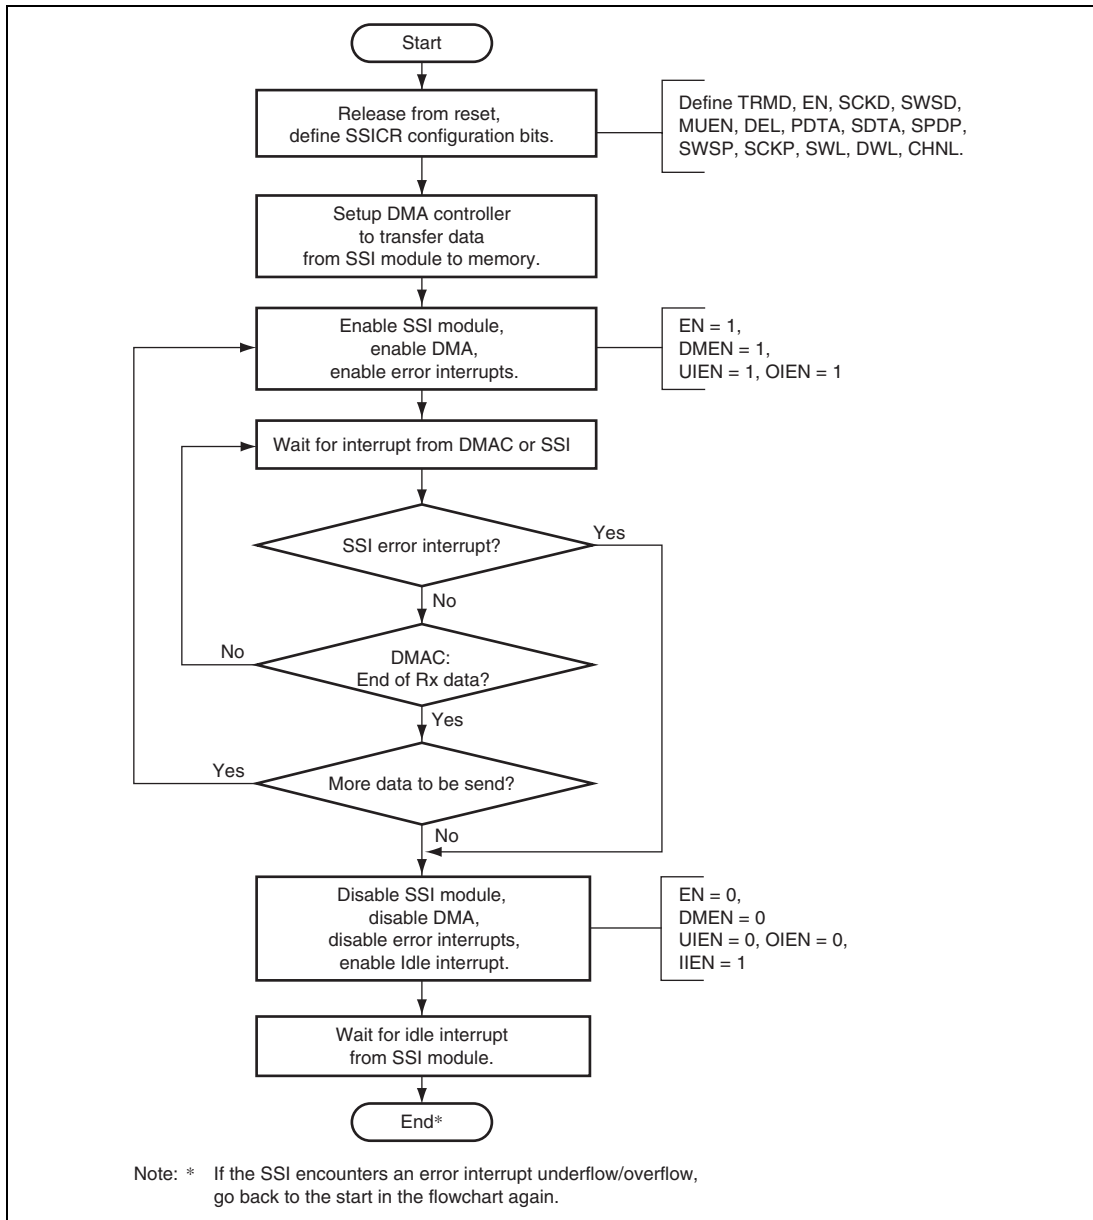 Start
Release from reset,
define SSICR configuration bits.
Define TRMD, EN, SCKD, SWSD,
MUEN, DEL, PDTA, SDTA, SPDP,
SWSP, SCKP, SWL, DWL, CHNL.
Setup DMA controller
to transfer data
from SSI module to memory.
Enable SSI module,
enable DMA,
enable error interrupts.
EN = 1,
DMEN = 1,
UIEN = 1, OIEN = 1
Wait for interrupt from DMAC or SSI
SSI error interrupt?
Yes
No
DMAC:
End of Rx data?
No
Yes
More data to be send?
Yes
No
Disable SSI module,
disable DMA,
disable error interrupts,
enable Idle interrupt.
EN = 0,
DMEN = 0
UIEN = 0, OIEN = 0,
IIEN = 1
Wait for idle interrupt
from SSI module.
End*
Note: * If the SSI encounters an error interrupt underflow/overflow,
go back to the start in the flowchart again.